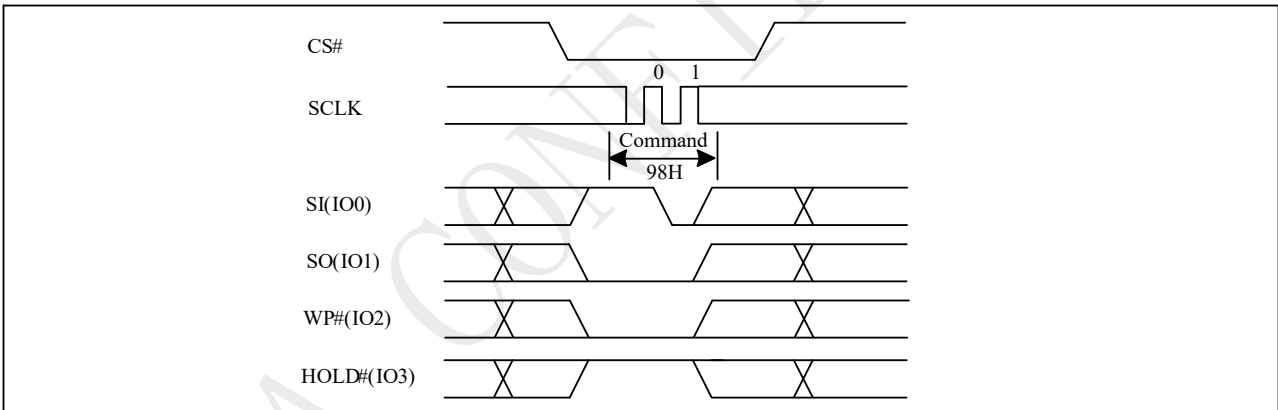 CS#
0 1
SCLK
Command
98H
SI(IO0)
SO(IO1)
WP#(IO2)
HOLD#(IO3)